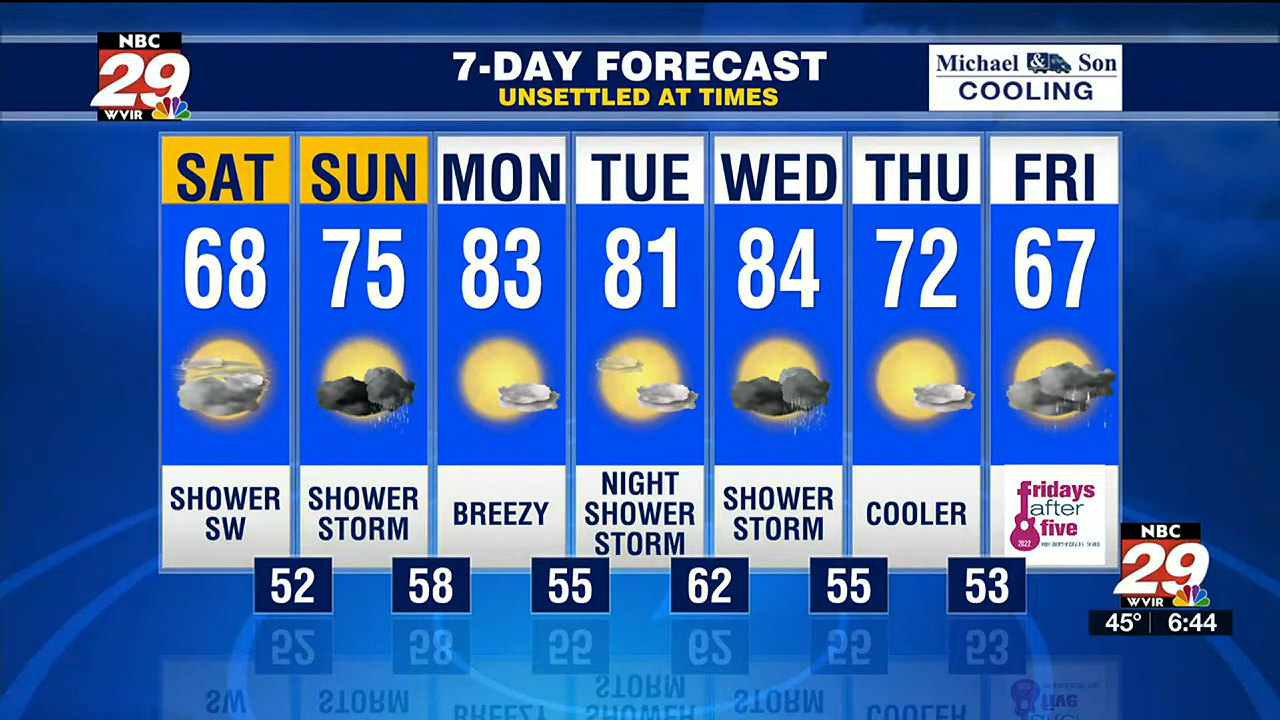 NBC
29
WVIR
7-DAY FORECAST
UNSETTLED AT TIMES
Michael & Son
COOLING
SAT SUN MON TUE WED THU FRI
68 75 83 81 84 72 67
SHOWER
SW
SHOWER
STORM
BREEZY
NIGHT
SHOWER
STORM
SHOWER
STORM
COOLER
fridays
after
five
2022
52 58 55 62 55 53
NBC
29
WVIR
45° 6:44